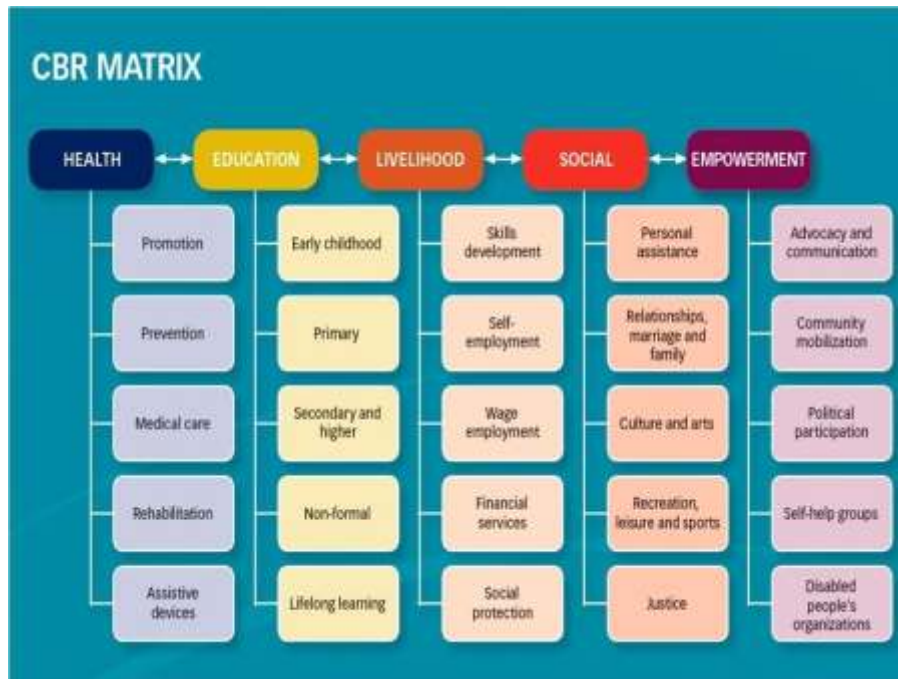 CBR MATRIX
HEALTH
EDUCATION
LIVELIHOOD
SOCIAL
EMPOWERMENT
Promotion
Early childhood
Skills
development
Personal
assistance
Advocacy and
communication
Prevention
Primary
Self-
employment
Relationships,
marriage and
family
Community
mobilization
Medical care
Secondary and
higher
Wage
employment
Culture and arts
Political
participation
Rehabilitation
Non-formal
Financial
services
Recreation,
leisure and sports
Self-help groups
Assistive
devices
Lifelong learning
Social
protection
Justice
Disabled
people's
organizations